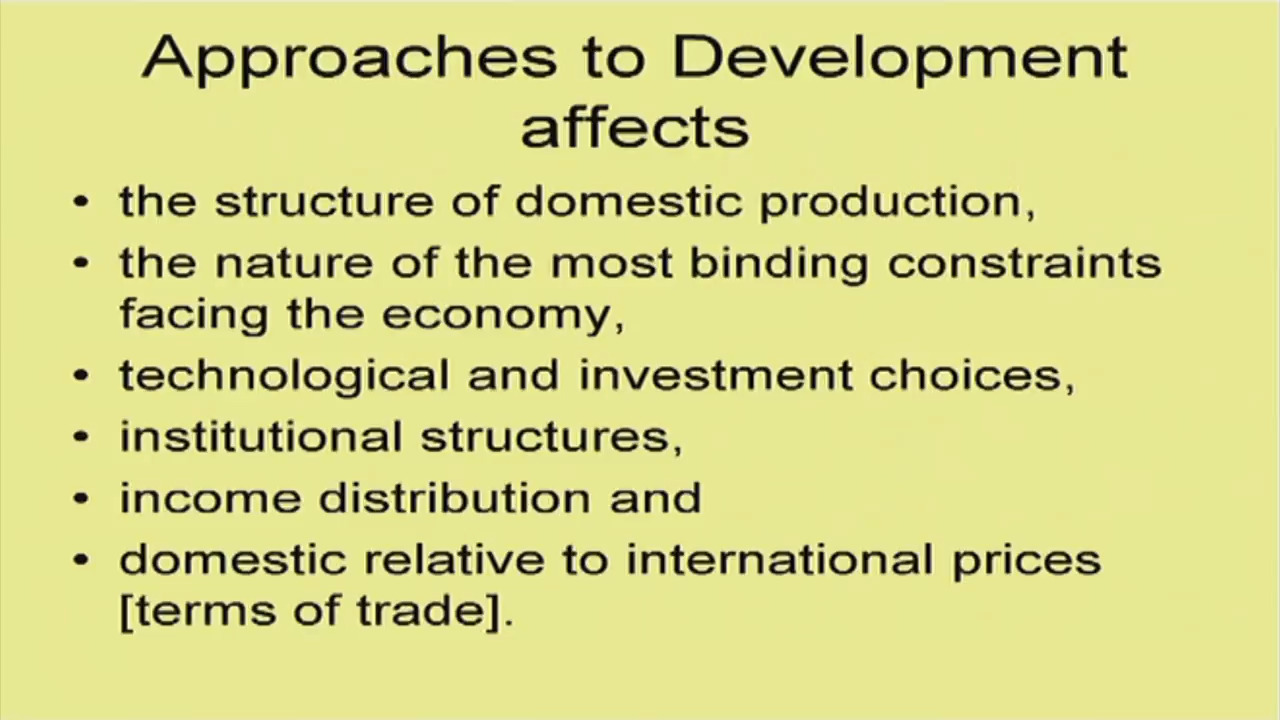 Approaches to Development
affects
• the structure of domestic production,
• the nature of the most binding constraints
facing the economy,
• technological and investment choices,
• institutional structures,
• income distribution and
• domestic relative to international prices
[terms of trade].